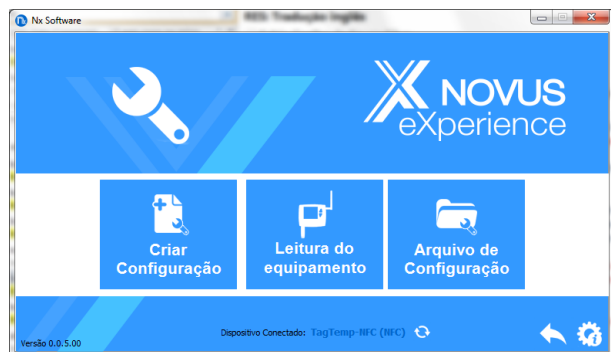 Nx Software
RES: Tradução Inglês
NOVUS
eXperience
Criar
Configuração
Leitura do
equipamento
Arquivo de
Configuração
Dispositivo Conectado: TagTemp-NFC (NFC)
Versão 0.0.5.00